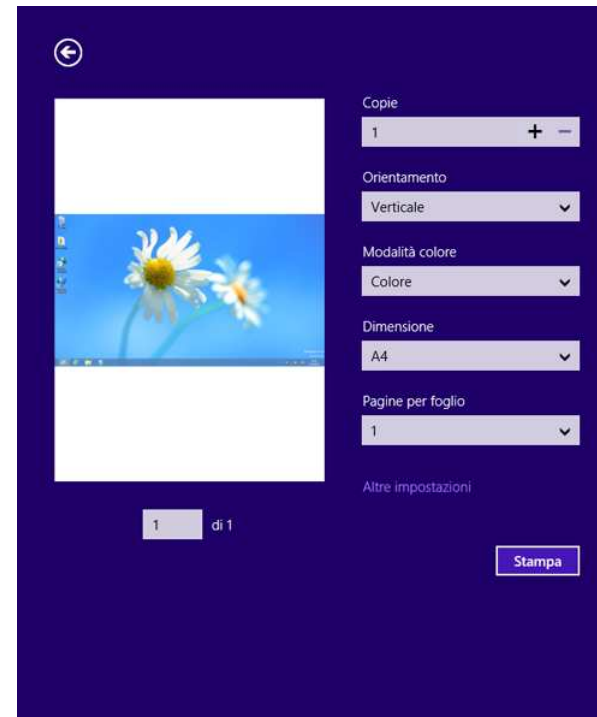 Copie
1
Orientamento
Verticale
Modalità colore
Colore
Dimensione
A4
Pagine per foglio
1
Altre impostazioni
1 di 1
Stampa